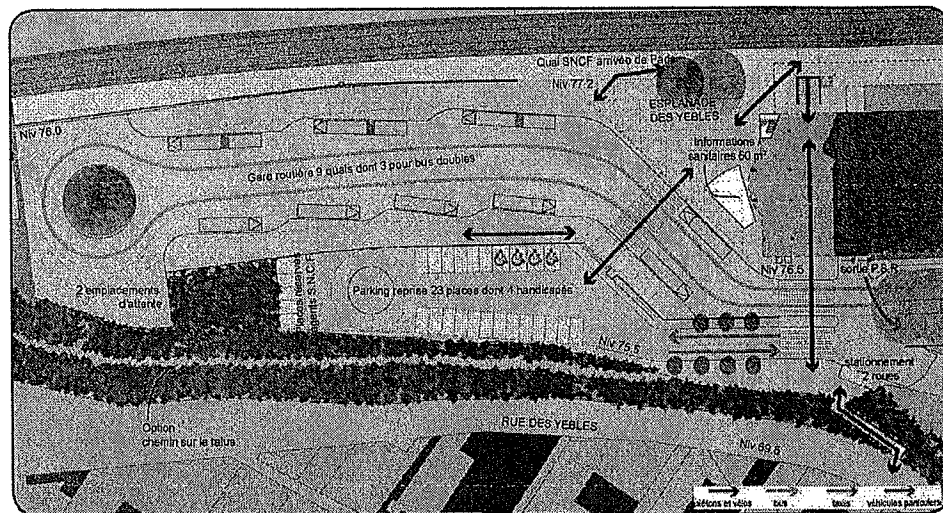 Quai SNCF arrivée de Paris
Niv 77.2
ESPLANADE
DES YEBLES
Niv 76.0
Informations
sanitaires 60 m²
Gare routière 9 quais dont 3 pour bus doubles
Niv 76.5
sortie P.S.R
2 emplacements
d'attente
Parking reprise 23 places dont 4 handicapés
Niv 75.5
stationnement
2 roues
Option
chemin sur le talus
RUE DES YEBLES
Niv 69.6
piétons et vélos
bus
taxis
véhicules particuliers